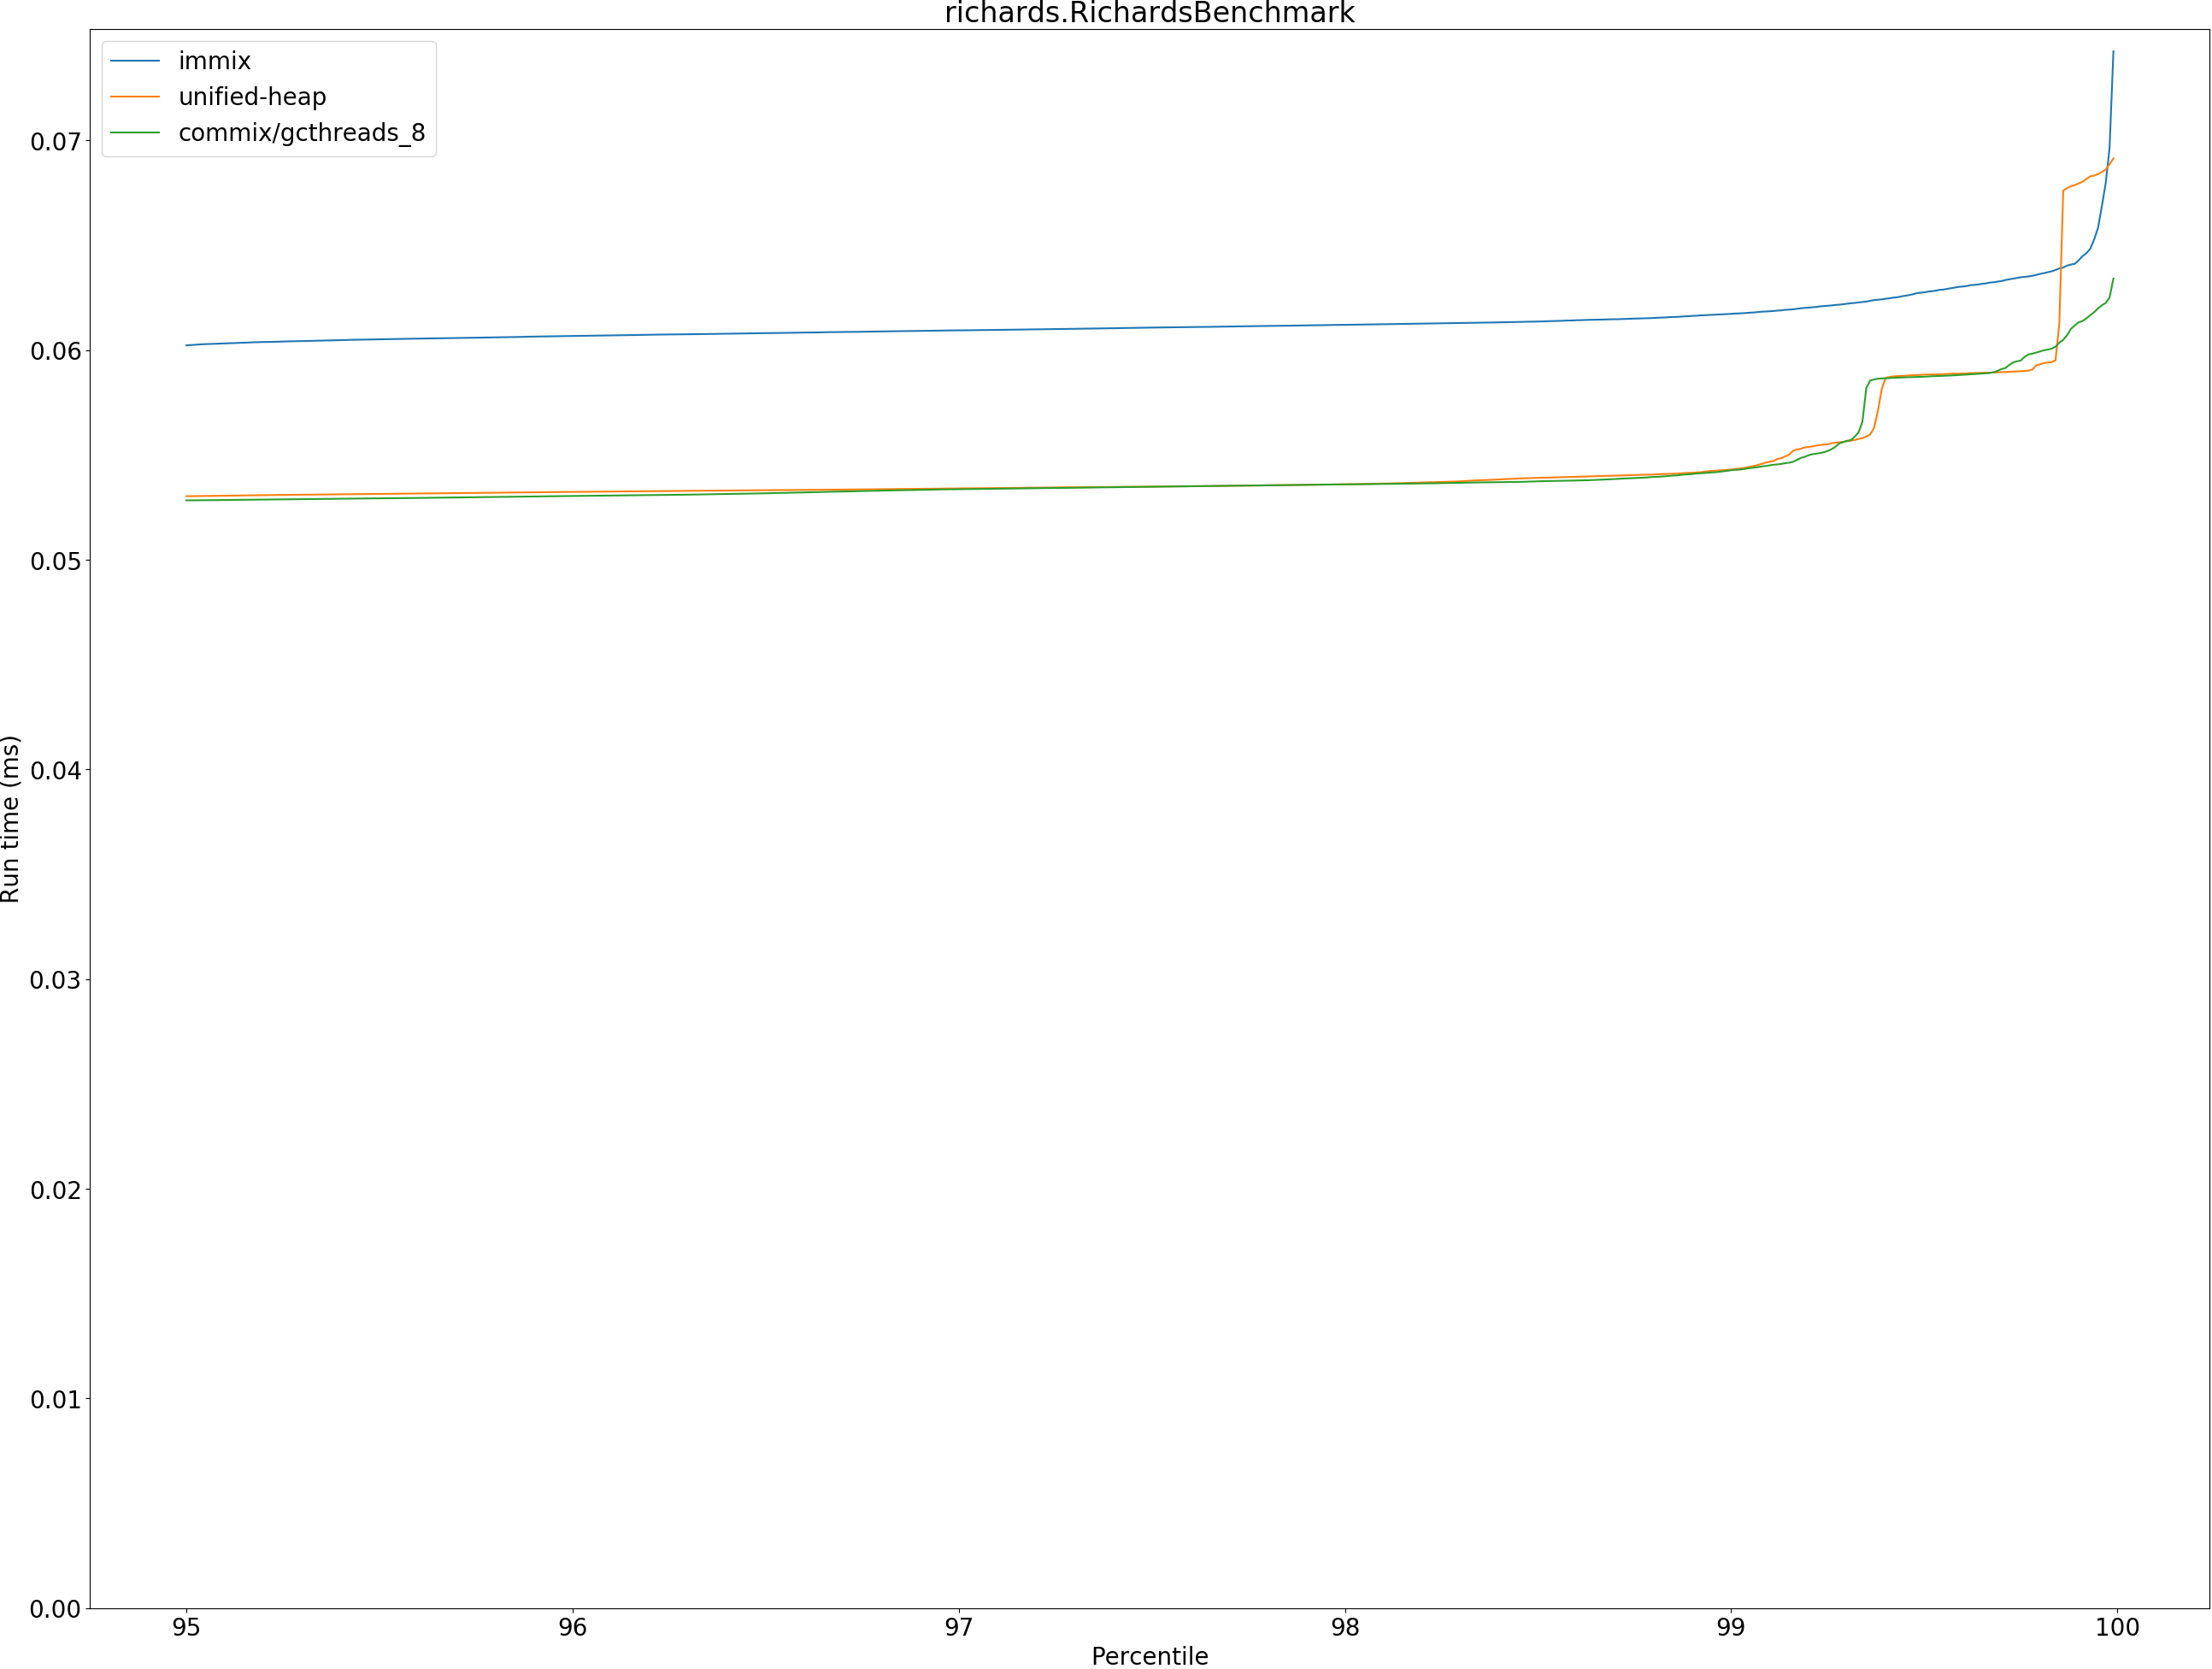 richards.RichardsBenchmark
immix
unified-heap
commix/gcthreads_8
0.07
0.06
0.05
0.04
0.03
0.02
0.01
0.00
Run time (ms)
95 96 97 98 99 100
Percentile